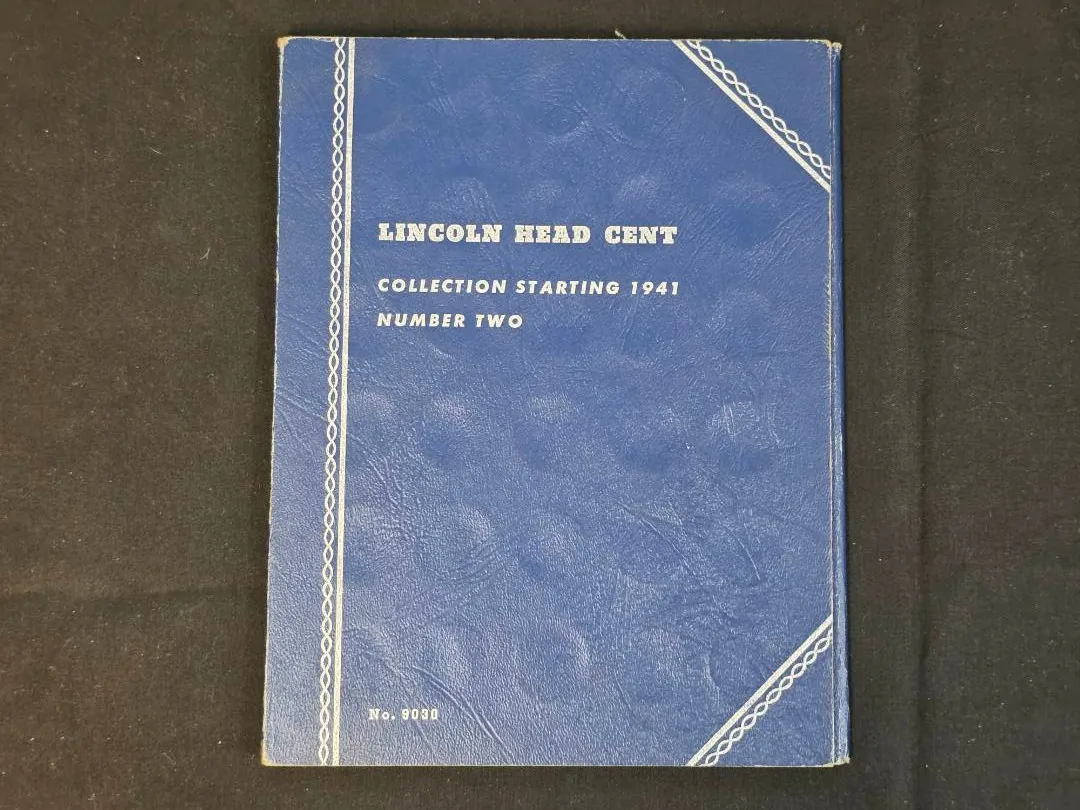 LINCOLN HEAD CENT
COLLECTION STARTING 1941
NUMBER TWO
No. 9030